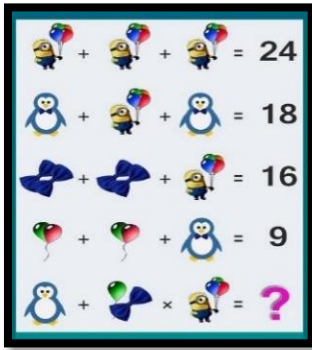 + + = 24
+ + = 18
+ + = 16
+ + = 9
+ × = ?